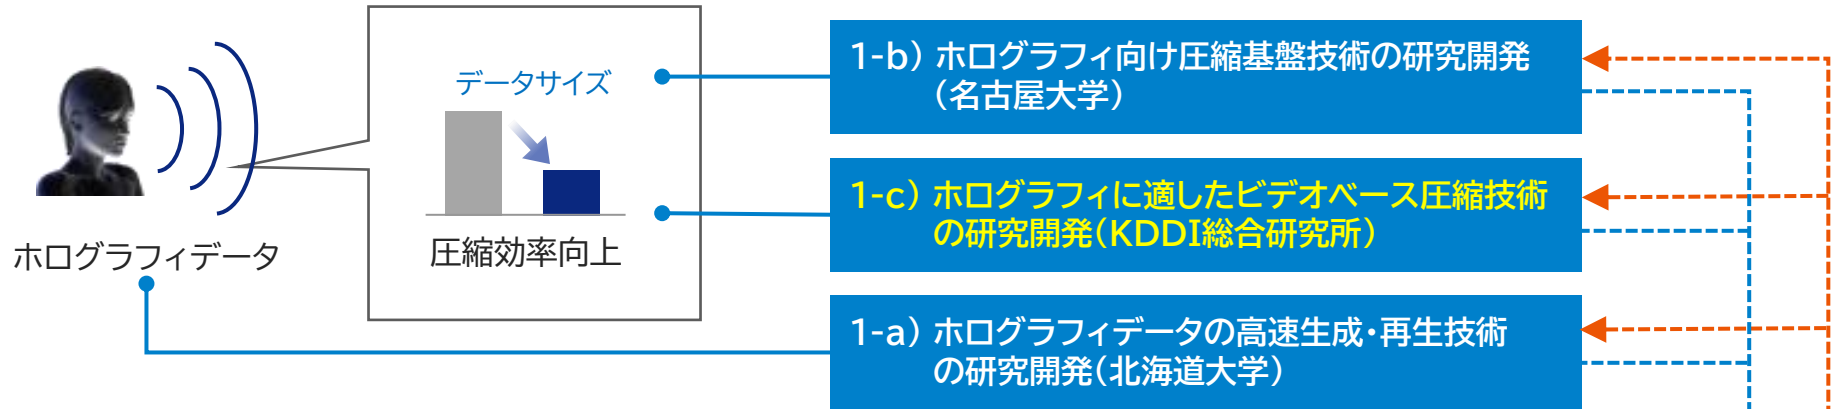 ホログラフィデータ
データサイズ
圧縮効率向上
1-b）ホログラフィ向け圧縮基盤技術の研究開発
（名古屋大学）
1-c）ホログラフィに適したビデオベース圧縮技術
の研究開発（KDDI総合研究所）
1-a）ホログラフィデータの高速生成・再生技術
の研究開発（北海道大学）